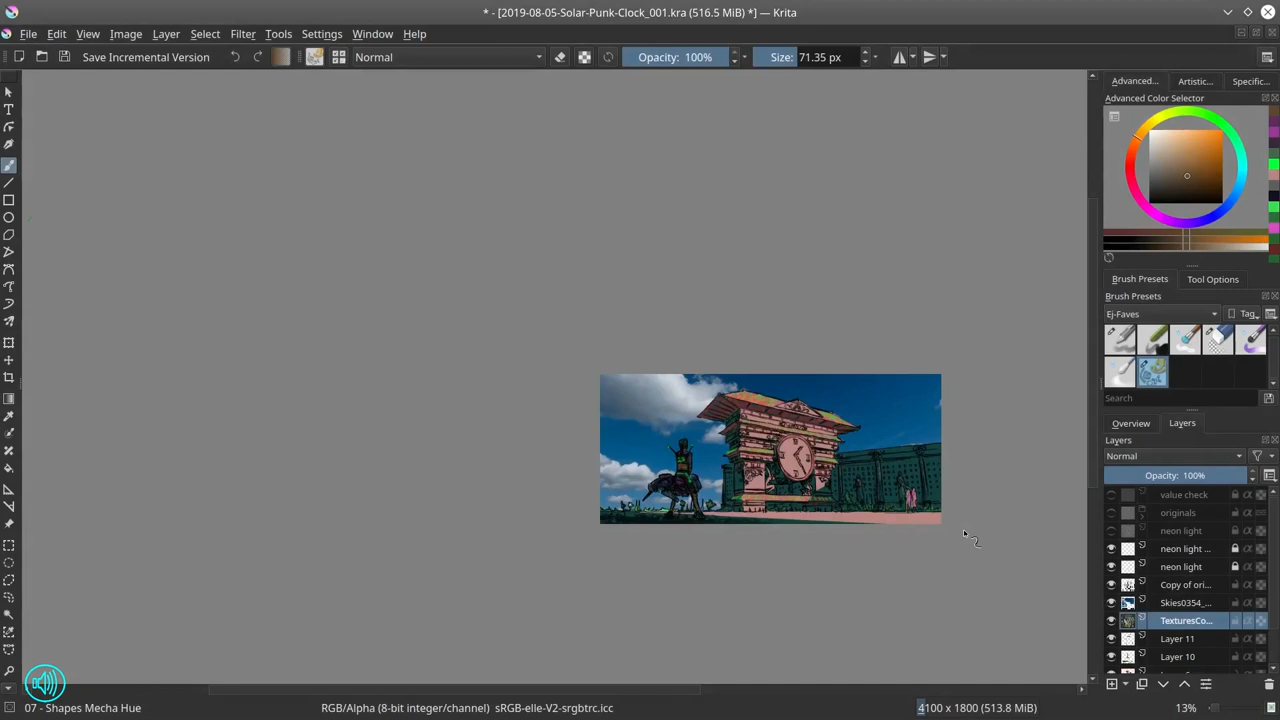 * - [2019-08-05-Solar-Punk-Clock_001.kra (516.5 MiB) *] — Krita
File Edit View Image Layer Select Filter Tools Settings Window Help
Save Incremental Version Normal Opacity: 100% Size: 71.35 px
Advanced... Artistic... Specific...
Advanced Color Selector
Brush Presets Tool Options
Brush Presets
Ej-Faves Tag
Search
Overview Layers
Layers
Normal
Opacity: 100%
value check
originals
neon light
neon light ...
neon light
Copy of ori...
Skies0354_...
TexturesCo...
Layer 11
Layer 10
07 - Shapes Mecha Hue RGB/Alpha (8-bit integer/channel) sRGB-elle-V2-srgbtrc.icc 4100 x 1800 (513.8 MiB) 13%